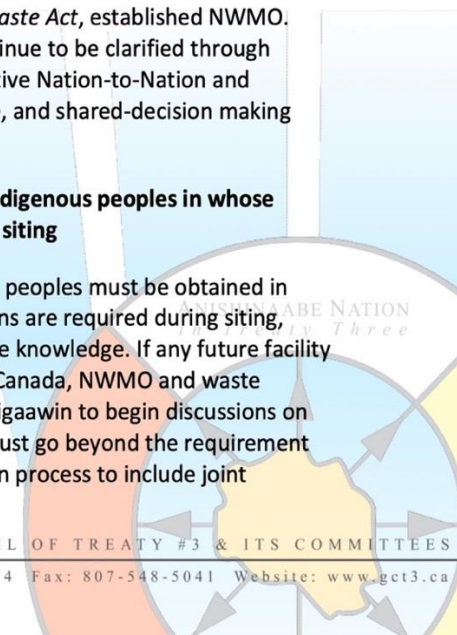 aste Act, established NWMO.
inue to be clarified through
tive Nation-to-Nation and
, and shared-decision making
digenous peoples in whose
siting
peoples must be obtained in
ANISHINAABE NATION
ns are required during siting,
In Treaty Three
e knowledge. If any future facility
Canada, NWMO and waste
igaawin to begin discussions on
ust go beyond the requirement
n process to include joint
L OF TREATY #3 & ITS COMMITTEES
4 Fax: 807-548-5041 Website: www.gct3.ca